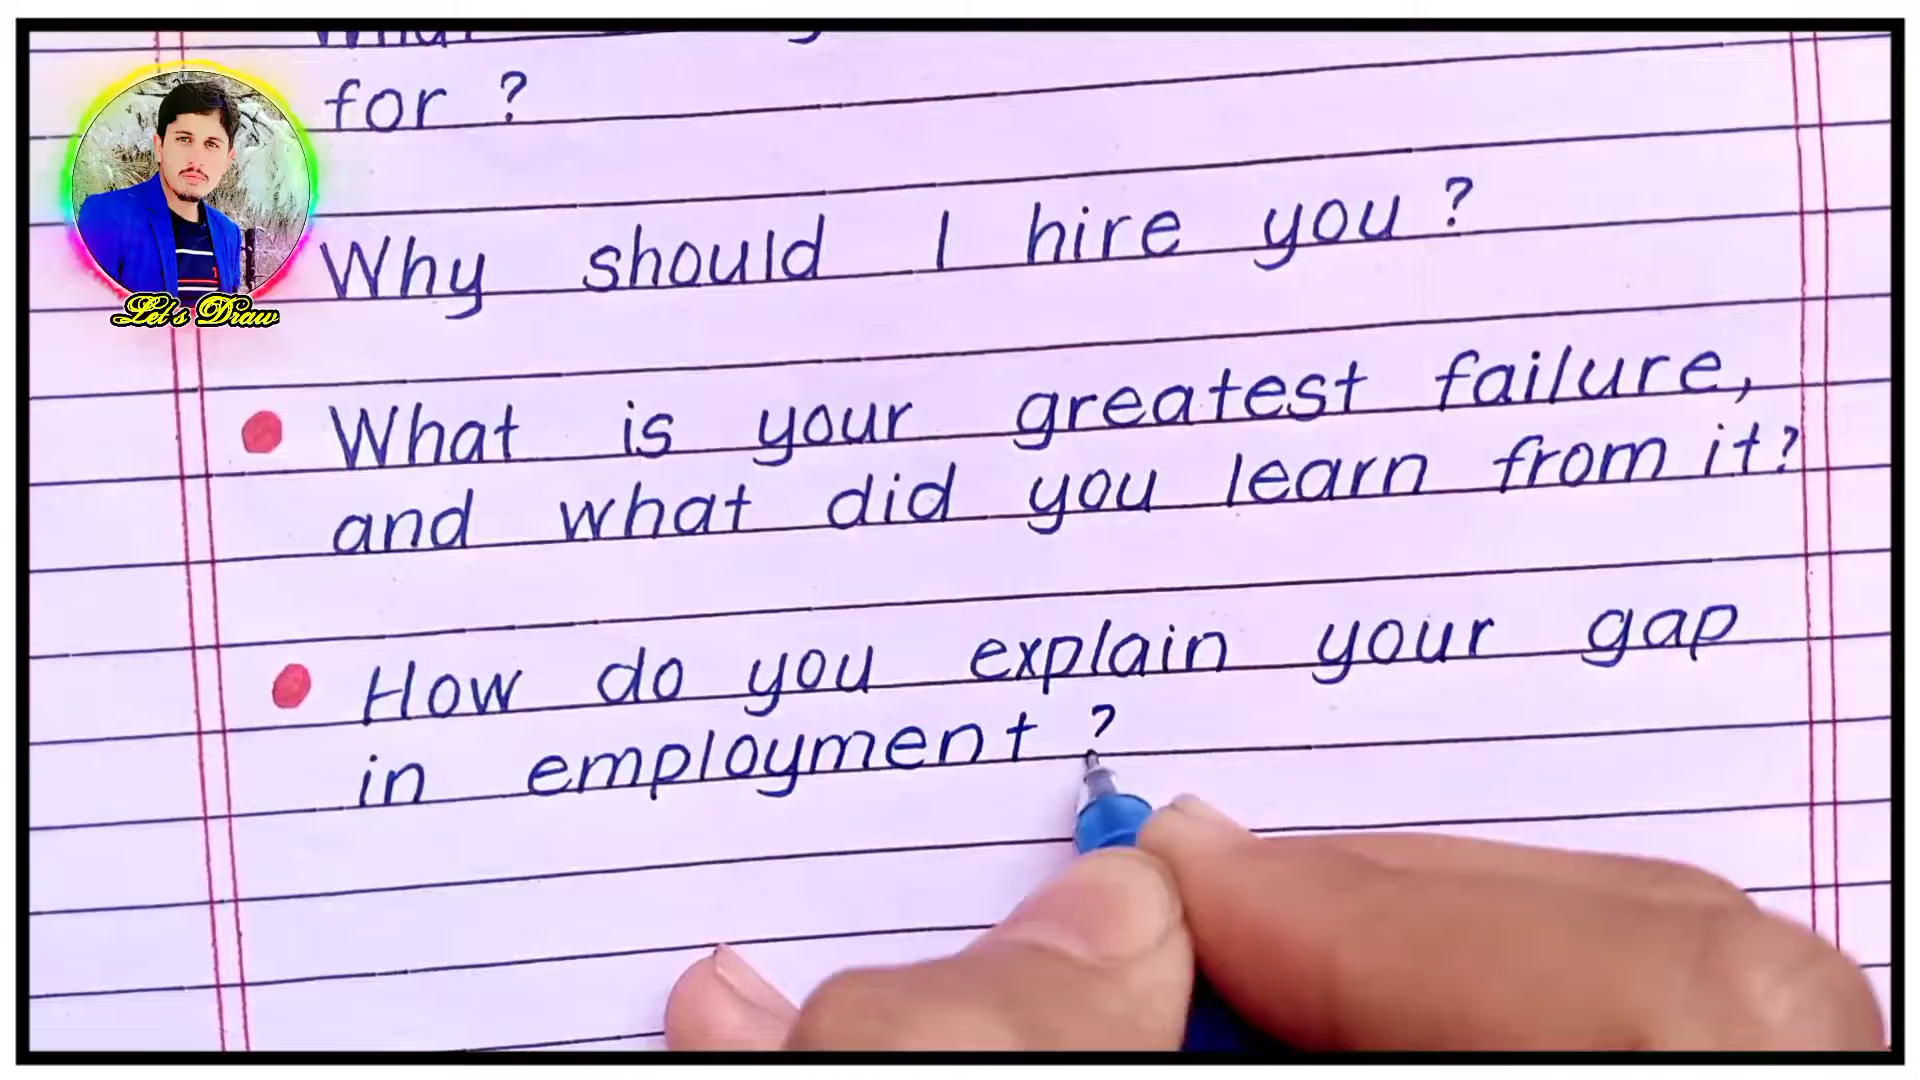 for ?
Why should I hire you ?
What is your greatest failure,
and what did you learn from it?
How do you explain your gap
in employment ?
Let's Draw